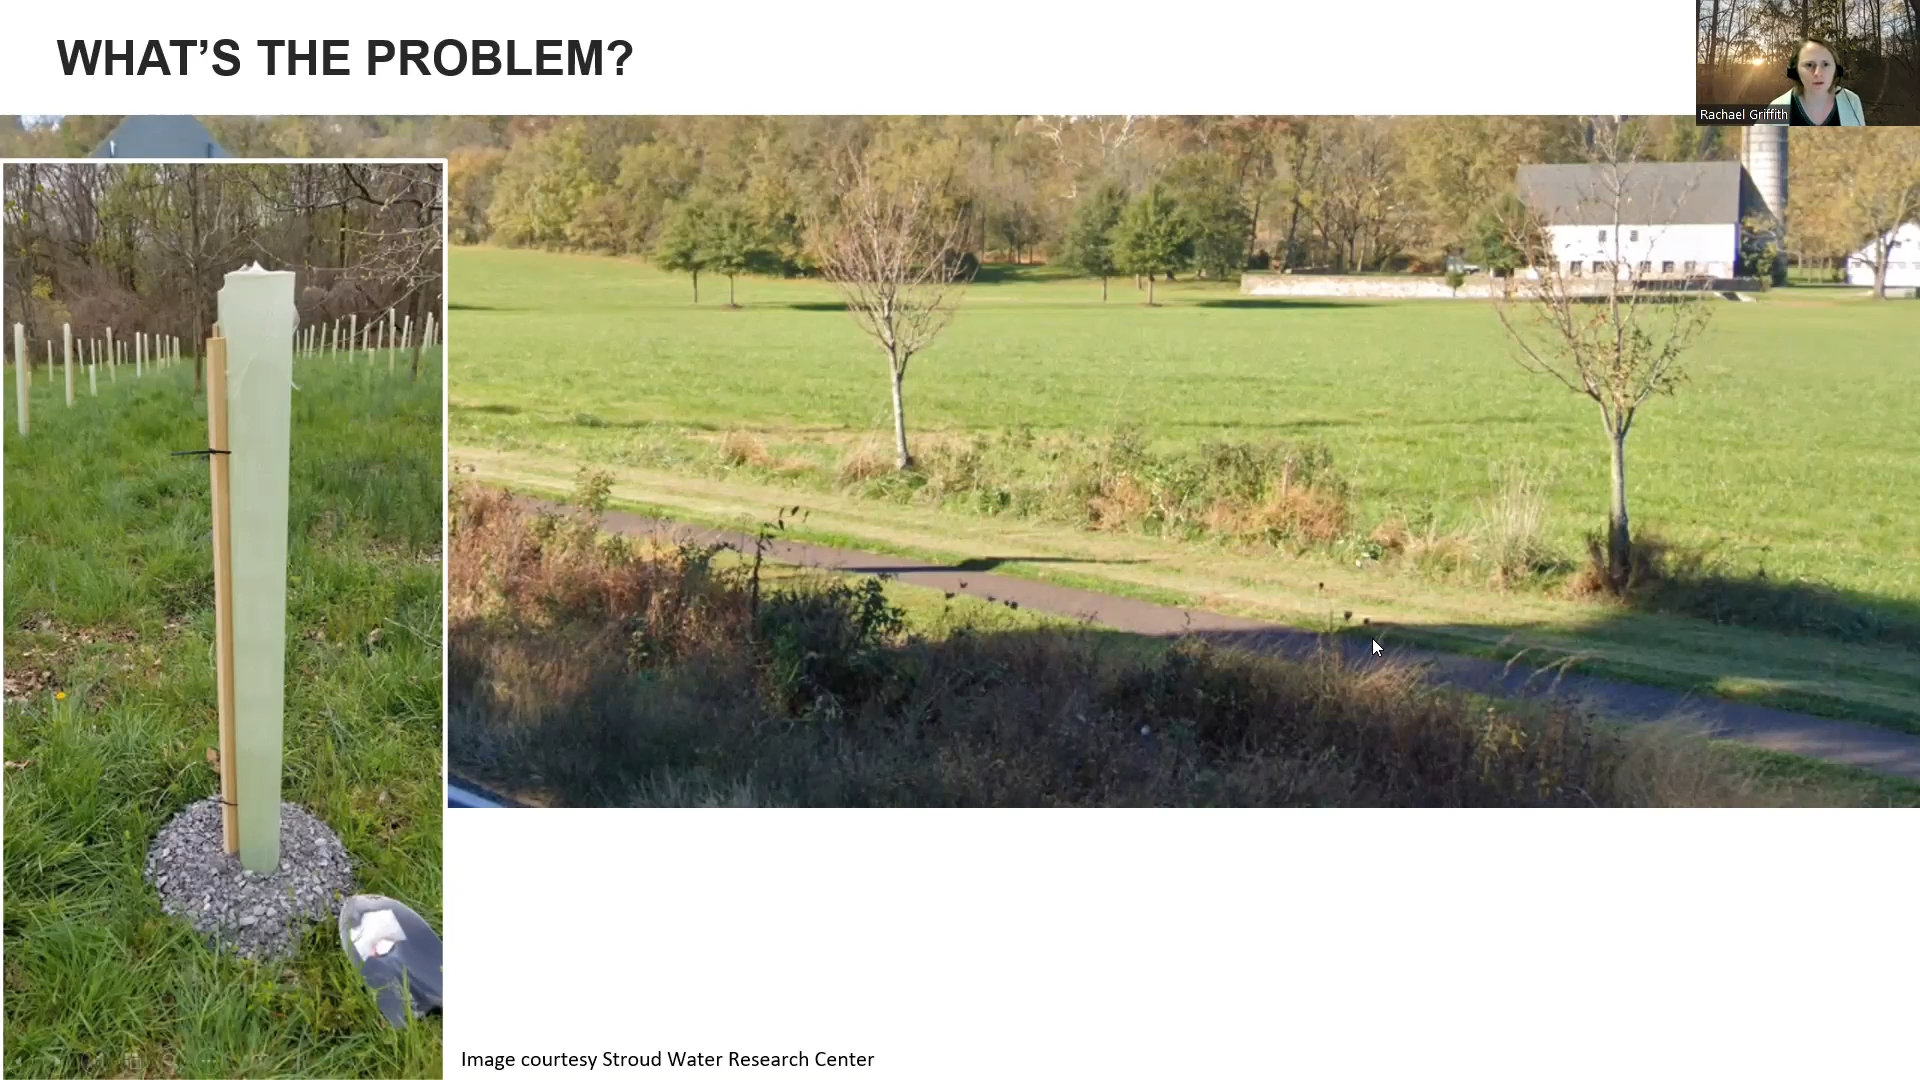 WHAT’S THE PROBLEM?
Rachael Griffith
Image courtesy Stroud Water Research Center